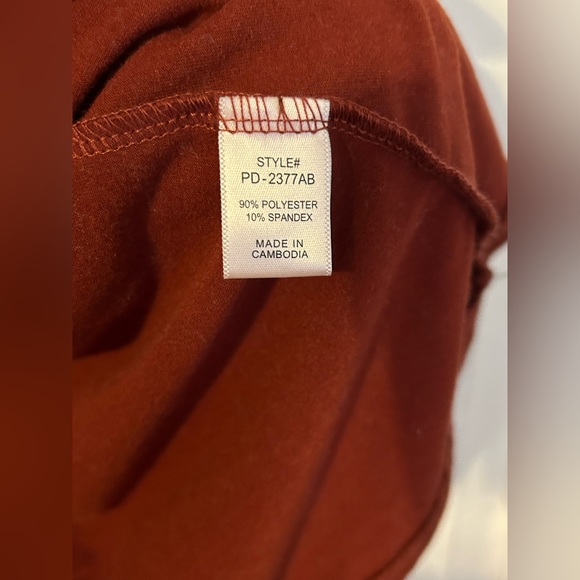 STYLE#
PD-2377AB
90% POLYESTER
10% SPANDEX
MADE IN
CAMBODIA